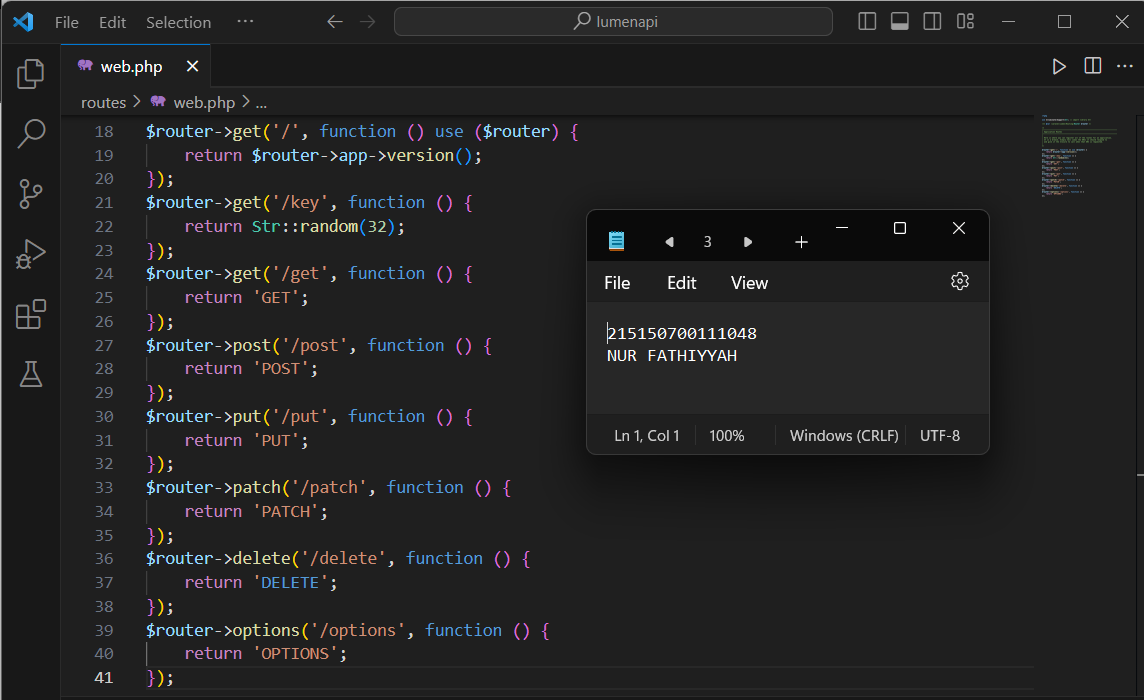 File Edit Selection ··· lumenapi
web.php
routes > web.php > ...
18 $router->get('/', function () use ($router) {
19 return $router->app->version();
20 });
21 $router->get('/key', function () {
22 return Str::random(32);
23 });
24 $router->get('/get', function () {
25 return 'GET';
26 });
27 $router->post('/post', function () {
28 return 'POST';
29 });
30 $router->put('/put', function () {
31 return 'PUT';
32 });
33 $router->patch('/patch', function () {
34 return 'PATCH';
35 });
36 $router->delete('/delete', function () {
37 return 'DELETE';
38 });
39 $router->options('/options', function () {
40 return 'OPTIONS';
41 });
3
File Edit View
215150700111048
NUR FATHIYYAH
Ln 1, Col 1 100% Windows (CRLF) UTF-8